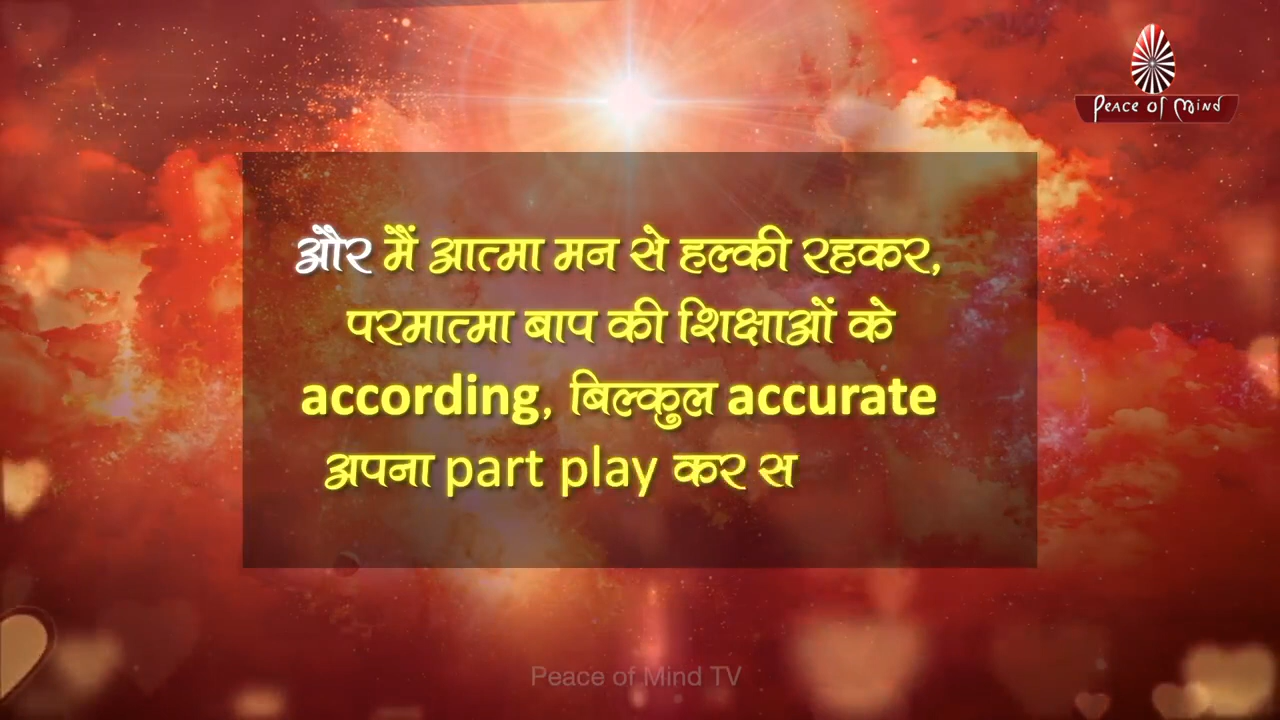 Peace of Mind
और मैं आत्मा मन से हल्की रहकर,
परमात्मा बाप की शिक्षाओं के
according, बिल्कुल accurate
अपना part play कर स
Peace of Mind TV